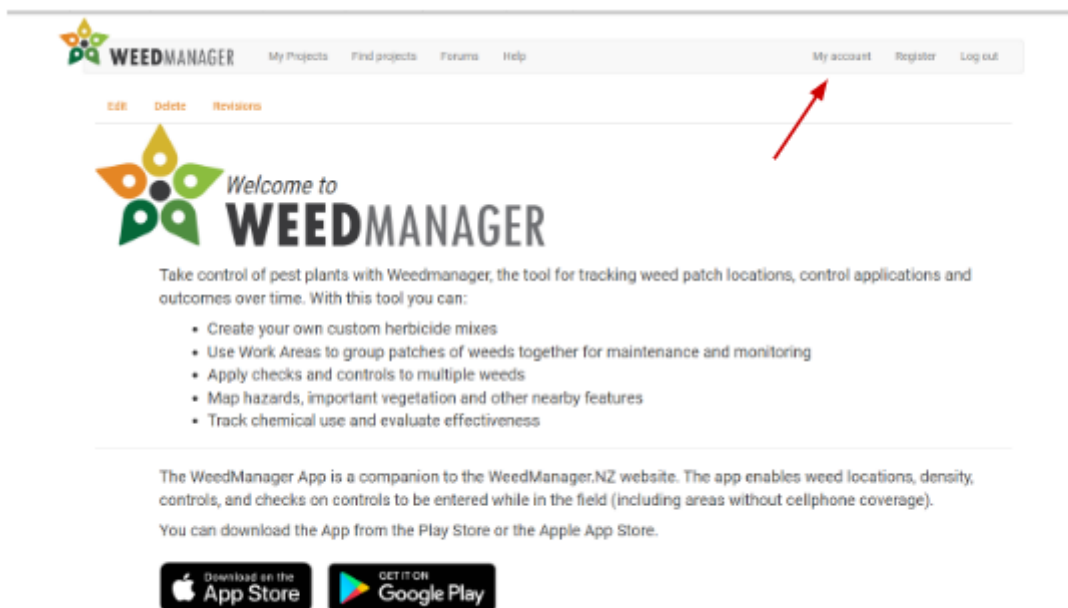 WEEDMANAGER My Projects Find projects Forums Help My account Register Log out
Edit Delete Revisions
Welcome to
WEEDMANAGER
Take control of pest plants with Weedmanager, the tool for tracking weed patch locations, control applications and
outcomes over time. With this tool you can:
• Create your own custom herbicide mixes
• Use Work Areas to group patches of weeds together for maintenance and monitoring
• Apply checks and controls to multiple weeds
• Map hazards, important vegetation and other nearby features
• Track chemical use and evaluate effectiveness
The WeedManager App is a companion to the WeedManager.NZ website. The app enables weed locations, density,
controls, and checks on controls to be entered while in the field (including areas without cellphone coverage).
You can download the App from the Play Store or the Apple App Store.
Download on the GET IT ON
App Store Google Play